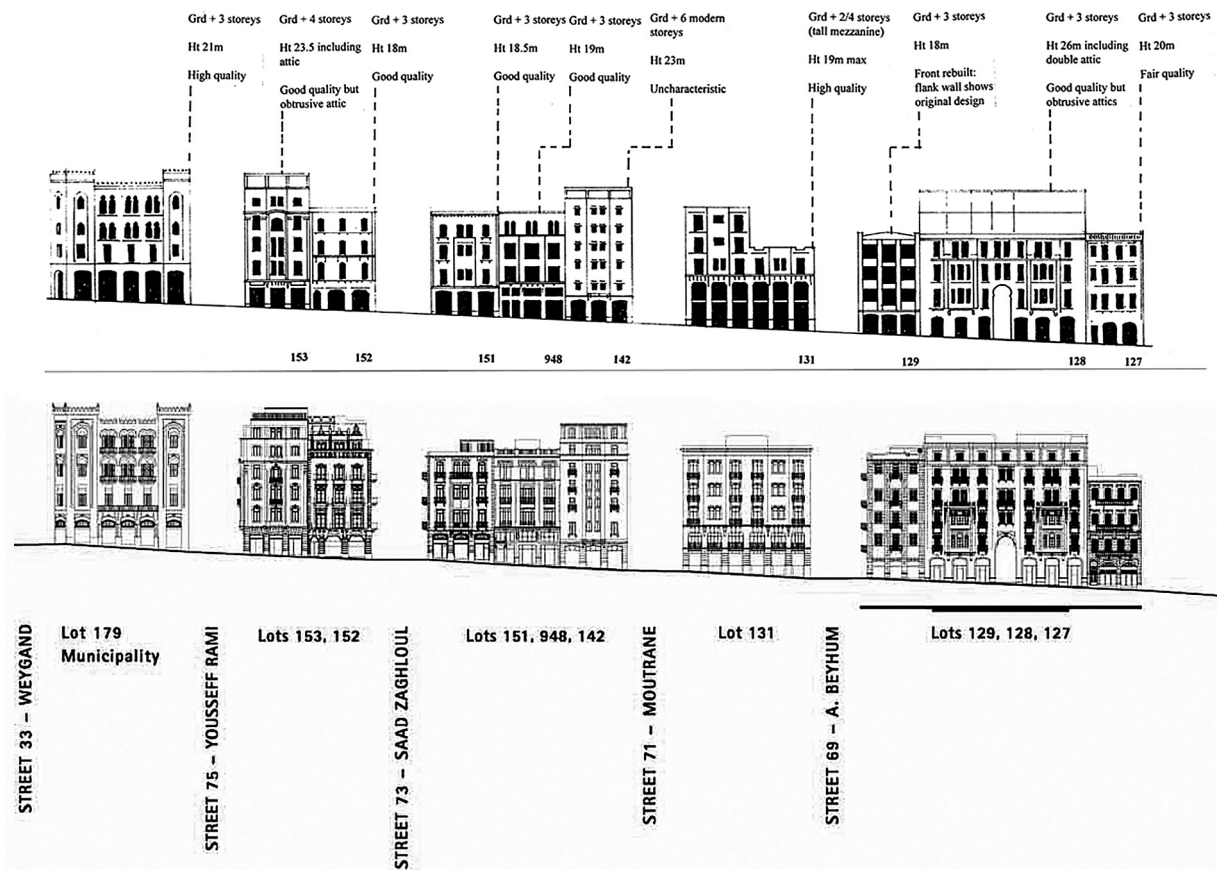 Grd + 3 storeys
Ht 21m
High quality
Grd + 4 storeys
Ht 23.5 including
attic
Good quality but
obtrusive attic
Grd + 3 storeys
Ht 18m
Good quality
Grd + 3 storeys
Ht 18.5m
Good quality
Grd + 3 storeys
Ht 19m
Good quality
Grd + 6 modern
storeys
Ht 23m
Uncharacteristic
Grd + 2/4 storeys
(tall mezzanine)
Ht 19m max
High quality
Grd + 3 storeys
Ht 18m
Front rebuilt:
flank wall shows
original design
Grd + 3 storeys
Ht 26m including
double attic
Good quality but
obtrusive attics
Grd + 3 storeys
Ht 20m
Fair quality
153
152
151
948
142
131
129
128
127
STREET 33 – WEYGAND
Lot 179
Municipality
STREET 75 – YOUSSEFF RAMI
Lots 153, 152
STREET 73 – SAAD ZAGHLOUL
Lots 151, 948, 142
STREET 71 – MOUTRANE
Lot 131
STREET 69 – A. BEYHUM
Lots 129, 128, 127